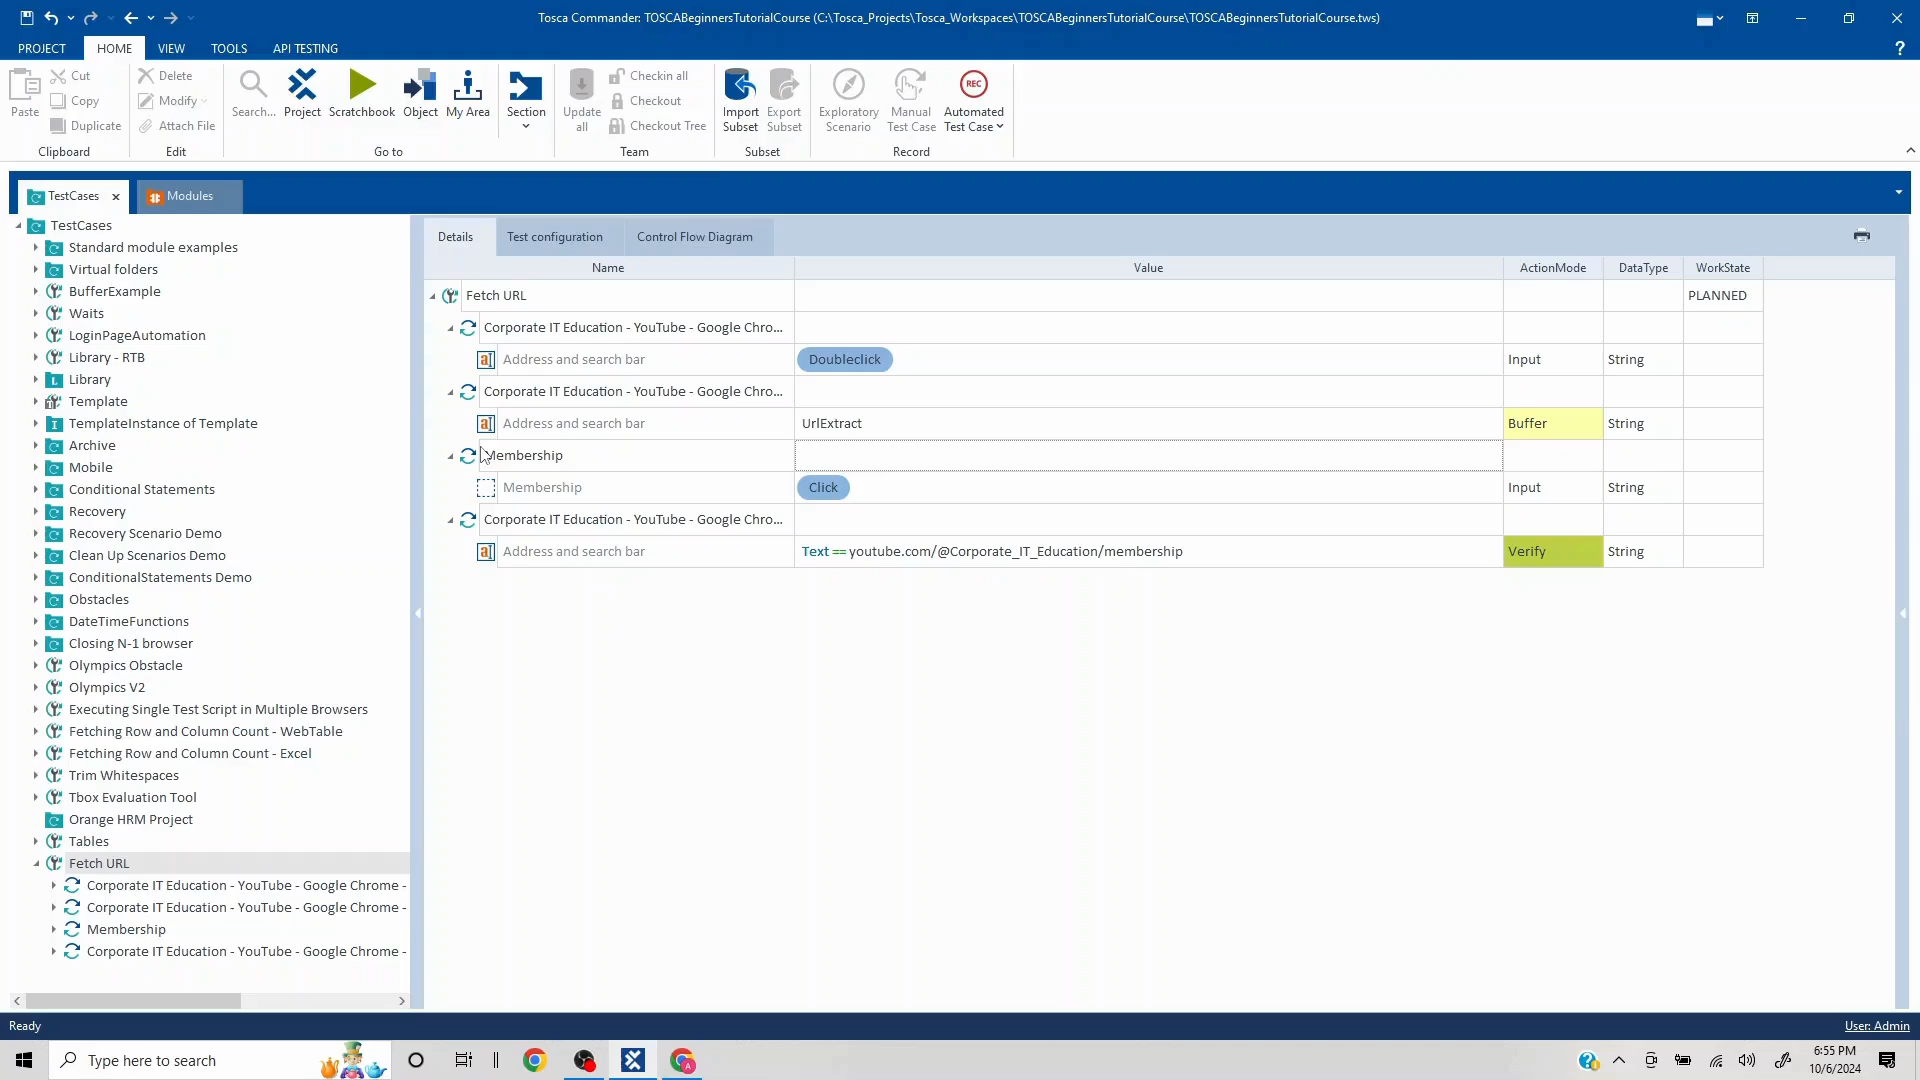 Tosca Commander: TOSCABeginnersTutorialCourse (C:\Tosca_Projects\Tosca_Workspaces\TOSCABeginnersTutorialCourse\TOSCABeginnersTutorialCourse.tws)
PROJECT HOME VIEW TOOLS API TESTING ?
Paste
Cut
Copy
Duplicate
Clipboard
Delete
Modify
Attach File
Edit
Search... Project Scratchbook Object My Area
Go to
Section
Update all
Checkin all
Checkout
Checkout Tree
Team
Import Subset
Export Subset
Subset
Exploratory Scenario
Manual Test Case
REC
Automated Test Case
Record
TestCases
Modules
TestCases
Standard module examples
Virtual folders
BufferExample
Waits
LoginPageAutomation
Library - RTB
Library
Template
TemplateInstance of Template
Archive
Mobile
Conditional Statements
Recovery
Recovery Scenario Demo
Clean Up Scenarios Demo
ConditionalStatements Demo
Obstacles
DateTimeFunctions
Closing N-1 browser
Olympics Obstacle
Olympics V2
Executing Single Test Script in Multiple Browsers
Fetching Row and Column Count - WebTable
Fetching Row and Column Count - Excel
Trim Whitespaces
Tbox Evaluation Tool
Orange HRM Project
Tables
Fetch URL
Corporate IT Education - YouTube - Google Chrome -
Corporate IT Education - YouTube - Google Chrome -
Membership
Corporate IT Education - YouTube - Google Chrome -
Details Test configuration Control Flow Diagram
Name Value ActionMode DataType WorkState
Fetch URL PLANNED
Corporate IT Education - YouTube - Google Chro...
Address and search bar Doubleclick Input String
Corporate IT Education - YouTube - Google Chro...
Address and search bar UrlExtract Buffer String
Membership
Membership Click Input String
Corporate IT Education - YouTube - Google Chro...
Address and search bar Text == youtube.com/@Corporate_IT_Education/membership Verify String
Ready
User: Admin
Type here to search
6:55 PM
10/6/2024